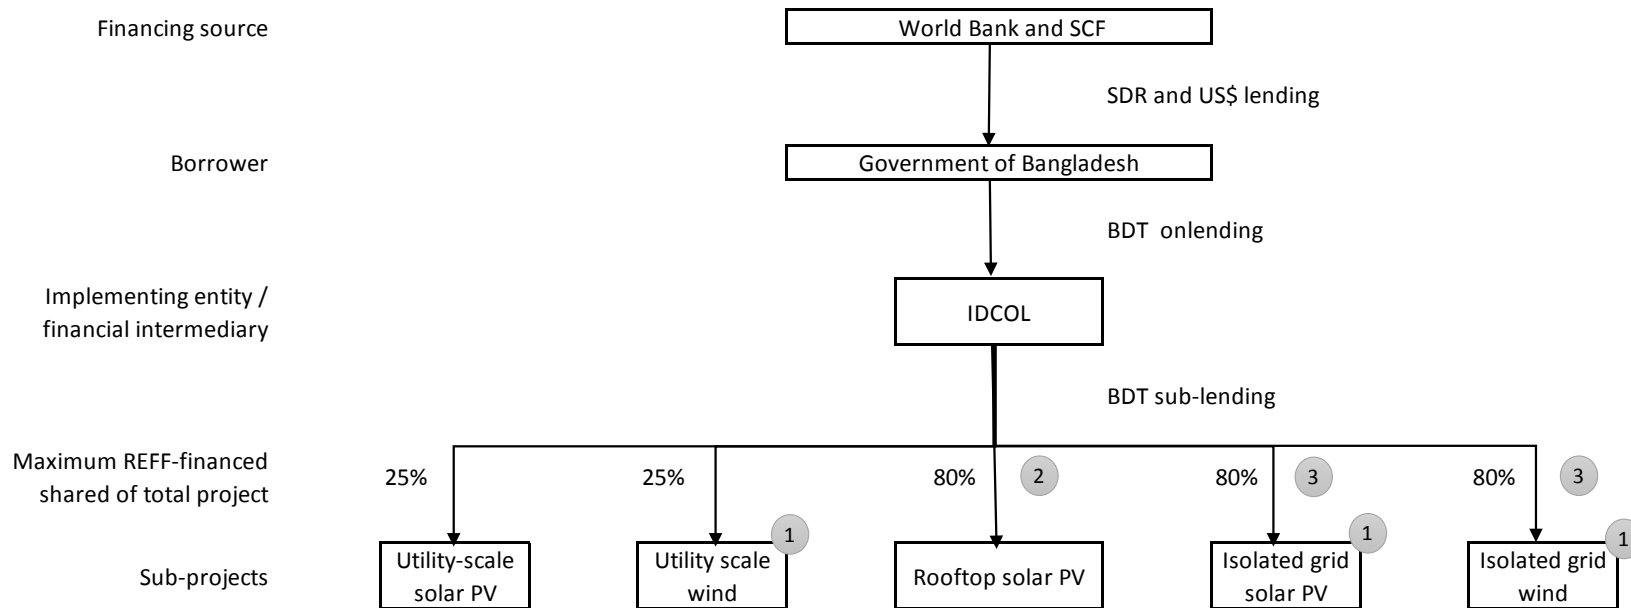 Financing source
World Bank and SCF
SDR and US$ lending
Borrower
Government of Bangladesh
BDT onlending
Implementing entity /
financial intermediary
IDCOL
BDT sub-lending
Maximum REFF-financed
shared of total project
25%
25%
80%
2
80%
3
80%
3
Sub-projects
Utility-scale
solar PV
Utility scale
wind
1
Rooftop solar PV
Isolated grid
solar PV
1
Isolated grid
wind
1